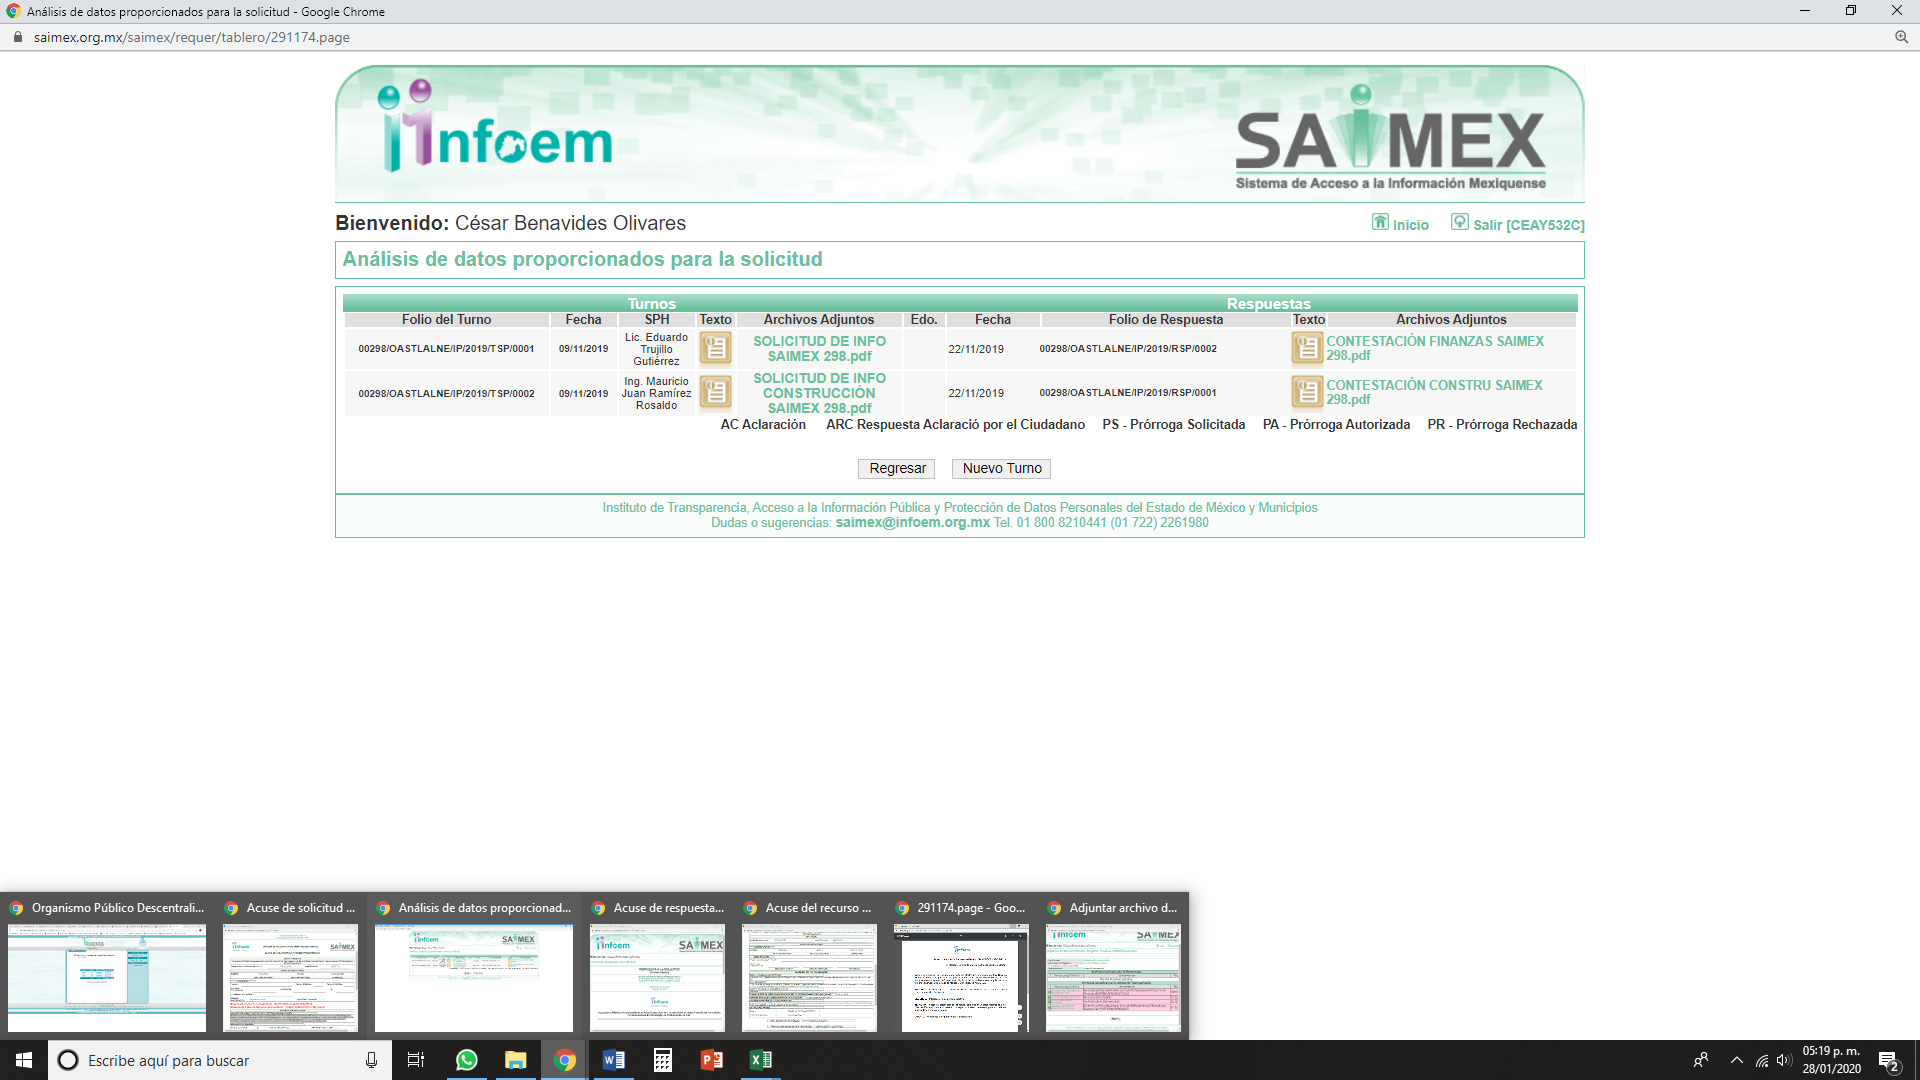 Análisis de datos proporcionados para la solicitud - Google Chrome
saimex.org.mx/saimex/requer/tablero/291174.page
infoem
SAIMEX
Sistema de Acceso a la Información Mexiquense
Bienvenido: César Benavides Olivares
Inicio Salir [CEAY532C]
Análisis de datos proporcionados para la solicitud
Turnos Respuestas
Folio del Turno Fecha SPH Texto Archivos Adjuntos Edo. Fecha Folio de Respuesta Texto Archivos Adjuntos
00298/OASTLALNE/IP/2019/TSP/0001 09/11/2019 Lic. Eduardo Trujillo Gutiérrez SOLICITUD DE INFO SAIMEX 298.pdf 22/11/2019 00298/OASTLALNE/IP/2019/RSP/0002 CONTESTACIÓN FINANZAS SAIMEX 298.pdf
00298/OASTLALNE/IP/2019/TSP/0002 09/11/2019 Ing. Mauricio Juan Ramírez Rosaldo SOLICITUD DE INFO CONSTRUCCIÓN SAIMEX 298.pdf 22/11/2019 00298/OASTLALNE/IP/2019/RSP/0001 CONTESTACIÓN CONSTRU SAIMEX 298.pdf
AC Aclaración ARC Respuesta Aclaració por el Ciudadano PS - Prórroga Solicitada PA - Prórroga Autorizada PR - Prórroga Rechazada
Regresar Nuevo Turno
Instituto de Transparencia, Acceso a la Información Pública y Protección de Datos Personales del Estado de México y Municipios
Dudas o sugerencias: saimex@infoem.org.mx Tel. 01 800 8210441 (01 722) 2261980
Organismo Público Descentrali... Acuse de solicitud ... Análisis de datos proporcionad... Acuse de respuesta... Acuse del recurso ... 291174.page - Goo... Adjuntar archivo d...
Escribe aquí para buscar
05:19 p. m.
28/01/2020
2